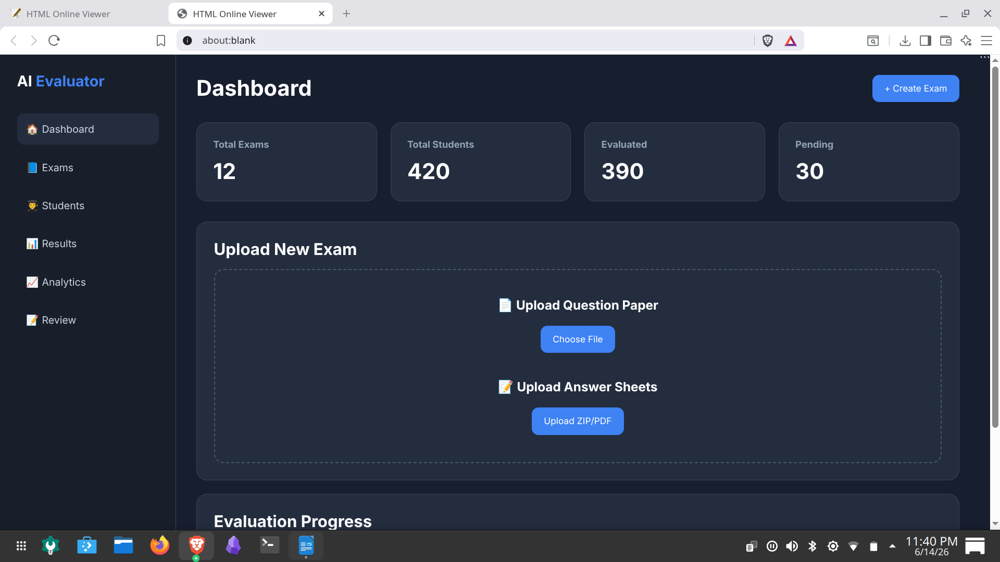 HTML Online Viewer
HTML Online Viewer
about:blank
```
AI Evaluator
Dashboard
Exams
Students
Results
Analytics
Review
Dashboard
+ Create Exam
Total Exams
12
Total Students
420
Evaluated
390
Pending
30
Upload New Exam
Upload Question Paper
Choose File
Upload Answer Sheets
Upload ZIP/PDF
Evaluation Progress
11:40 PM
6/14/26